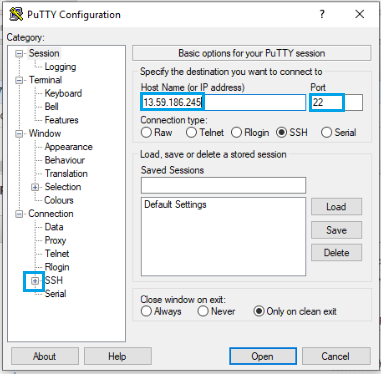 PuTTY Configuration
Category:
Session
Logging
Terminal
Keyboard
Bell
Features
Window
Appearance
Behaviour
Translation
Selection
Colours
Connection
Data
Proxy
Telnet
Rlogin
SSH
Serial
Basic options for your PuTTY session
Specify the destination you want to connect to
Host Name (or IP address) Port
13.59.186.245 22
Connection type:
Raw Telnet Rlogin SSH Serial
Load, save or delete a stored session
Saved Sessions
Default Settings
Load
Save
Delete
Close window on exit:
Always Never Only on clean exit
About Help Open Cancel